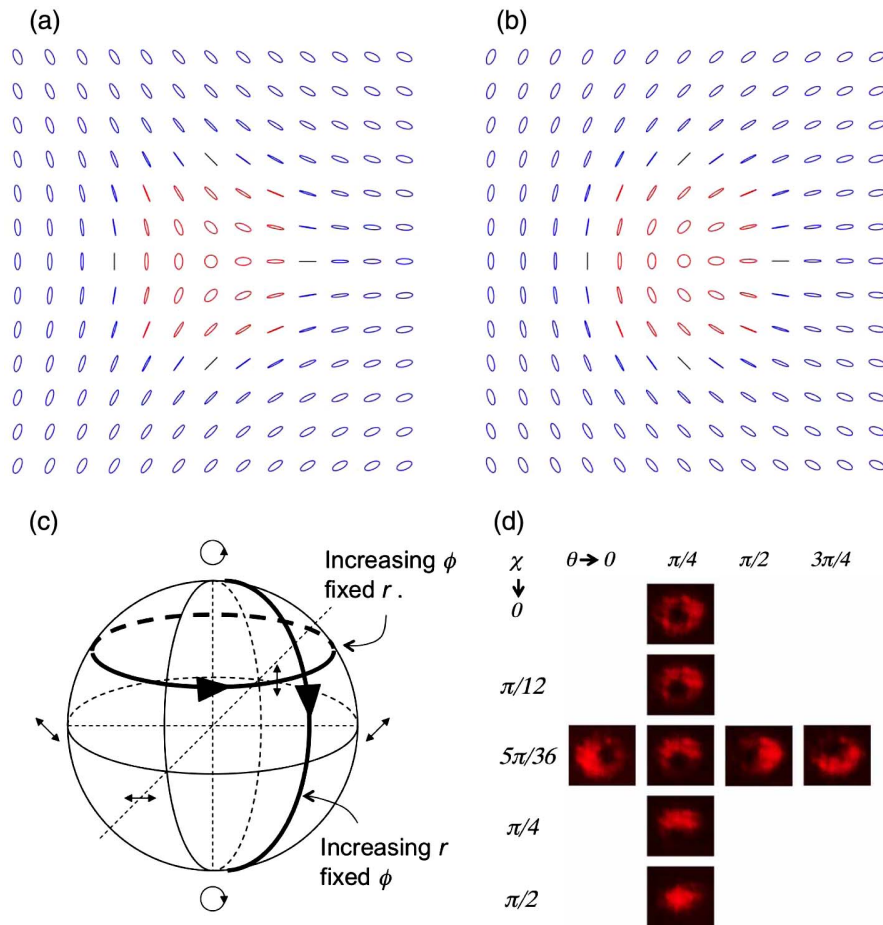 (a)
(b)
(c)
Increasing ϕ
fixed r .
Increasing r
fixed ϕ
(d)
χ θ → 0 π/4 π/2 3π/4
0
π/12
5π/36
π/4
π/2